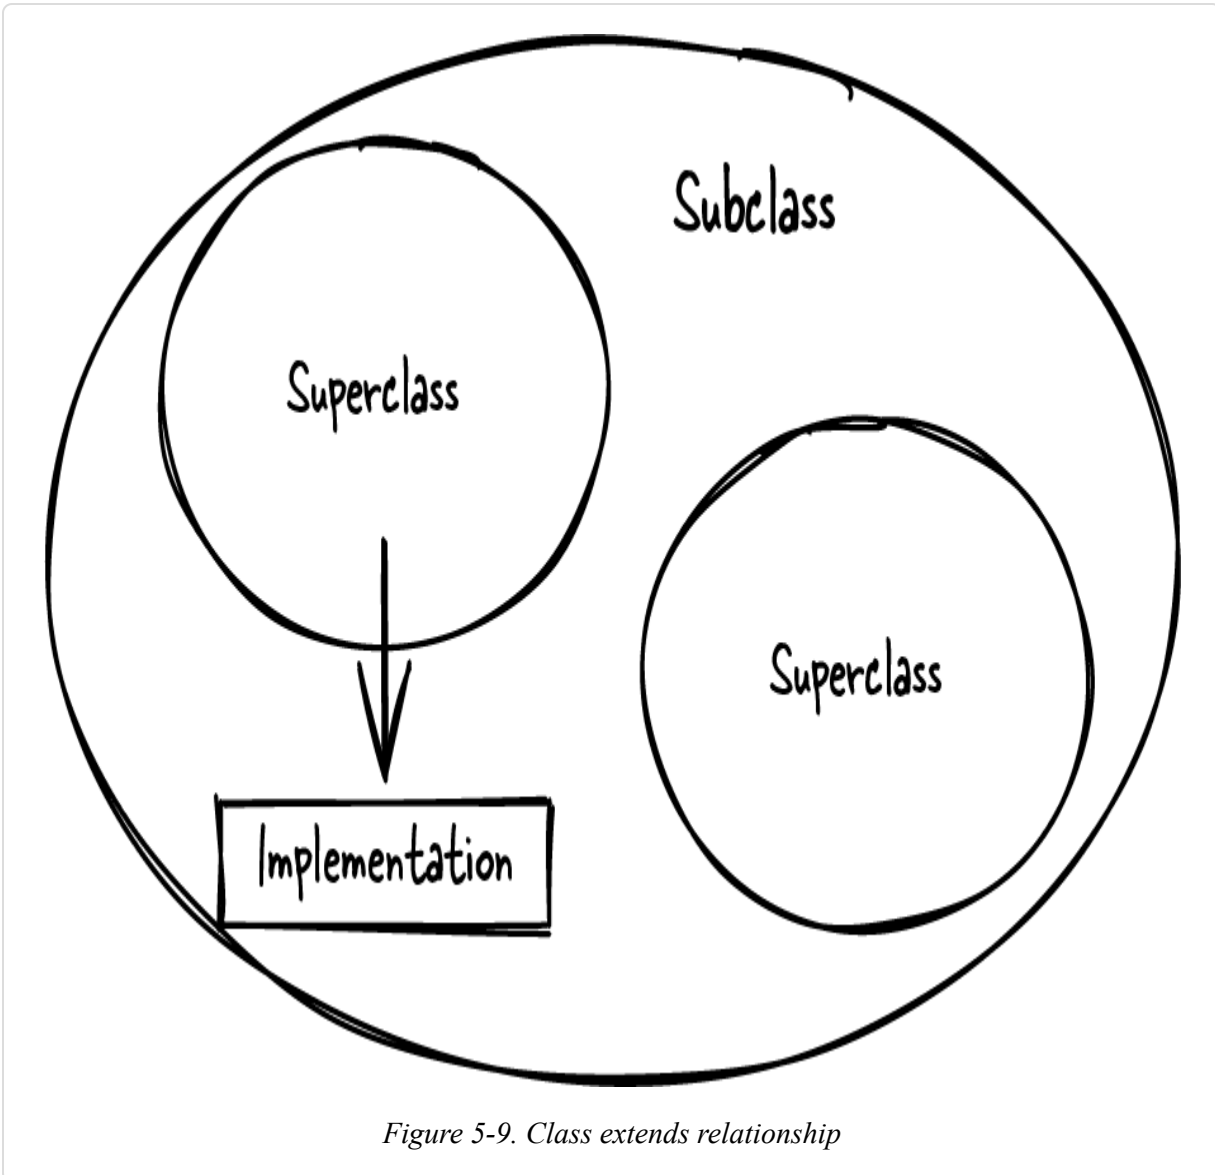 Subclass
Superclass
Superclass
Implementation
Figure 5-9. Class extends relationship